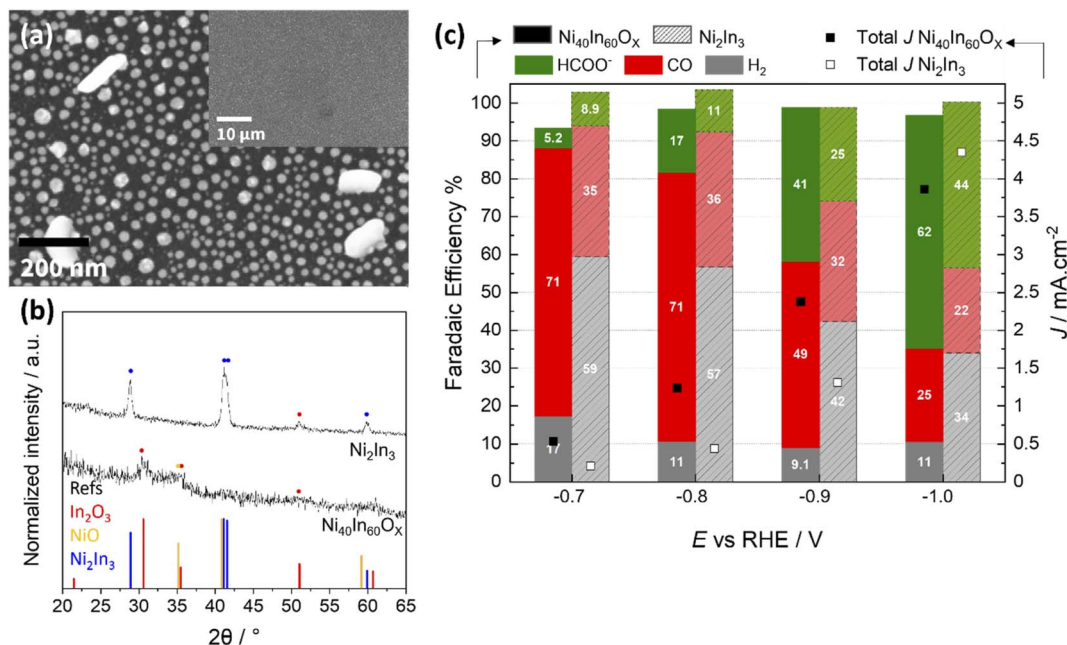 (a)
10 μm
200 nm
(b)
Normalized intensity / a.u.
Ni₂In₃
Refs
In₂O₃
NiO
Ni₂In₃
Ni₄₀In₆₀Oₓ
20 25 30 35 40 45 50 55 60 65
2θ / °
(c)
Ni₄₀In₆₀Oₓ Ni₂In₃
HCOO⁻ CO H₂
Total J Ni₄₀In₆₀Oₓ
Total J Ni₂In₃
Faradaic Efficiency %
100
90
80
70
60
50
40
30
20
10
0
5.2
71
17
8.9
35
59
17
71
11
11
36
57
41
49
9.1
25
32
42
62
25
11
44
22
34
5
4.5
4
3.5
3
2.5
2
1.5
1
0.5
0
J / mA.cm⁻²
-0.7 -0.8 -0.9 -1.0
E vs RHE / V